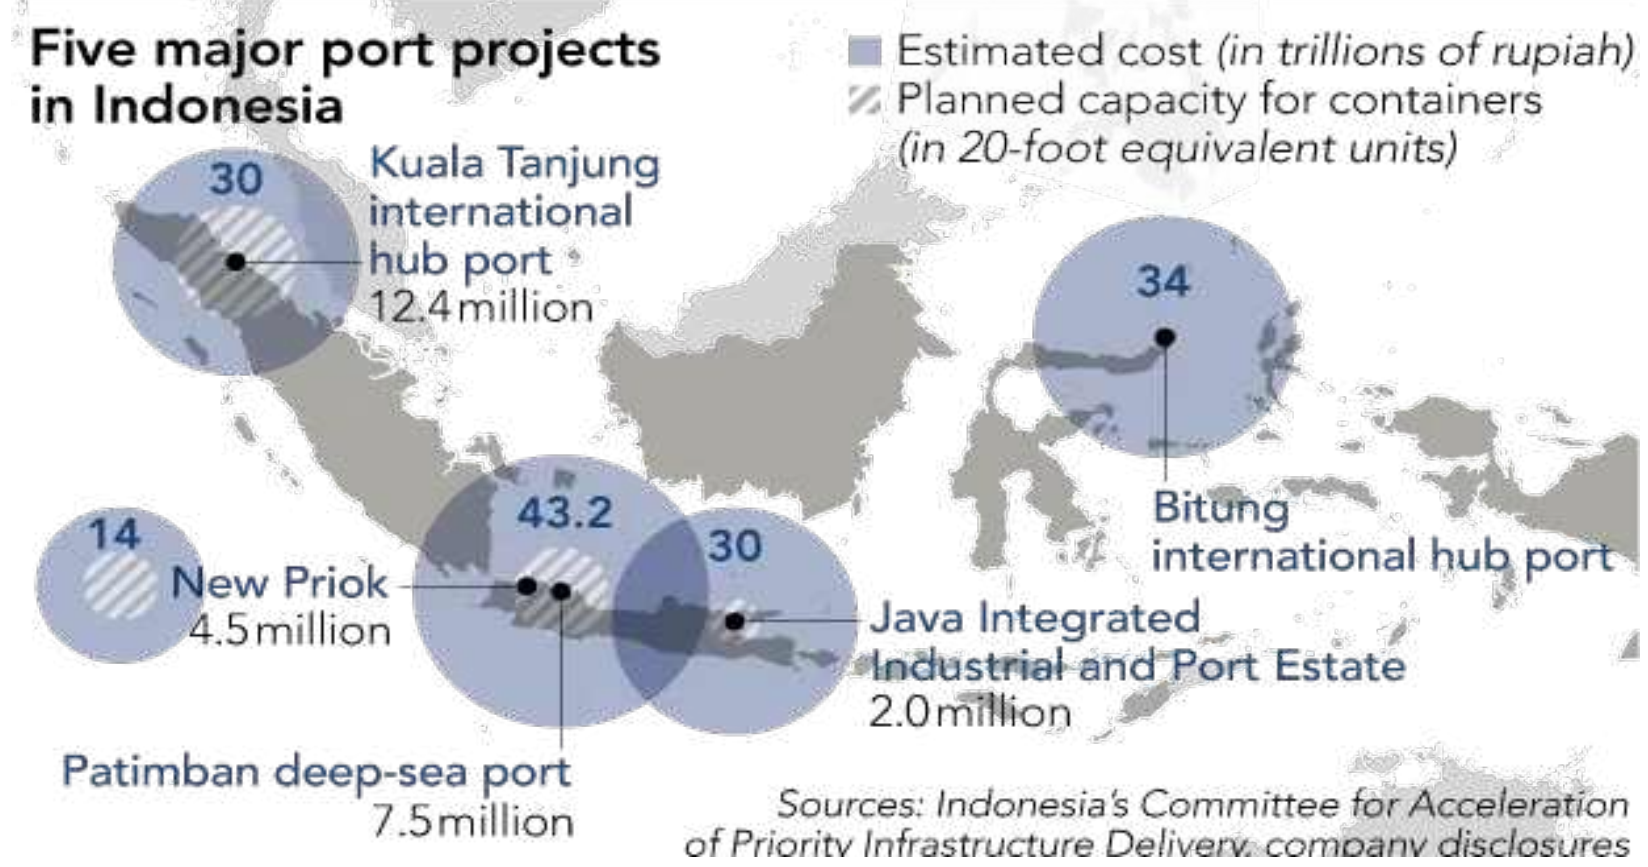 Five major port projects
in Indonesia
Estimated cost (in trillions of rupiah)
Planned capacity for containers
(in 20-foot equivalent units)
30
Kuala Tanjung
international
hub port
12.4 million
34
Bitung
international hub port
43.2
30
14
New Priok
4.5 million
Java Integrated
Industrial and Port Estate
2.0 million
Patimban deep-sea port
7.5 million
Sources: Indonesia's Committee for Acceleration
of Priority Infrastructure Delivery, company disclosures